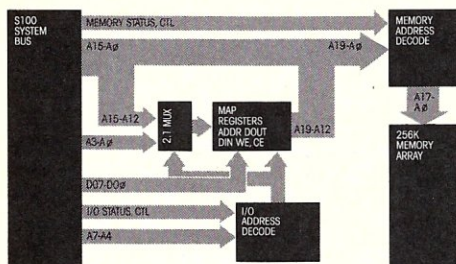 S100
SYSTEM
BUS
MEMORY STATUS, CTL
A15-AØ
A19-AØ
MEMORY
ADDRESS
DECODE
A17-
AØ
A15-A12
2.1 MUX
MAP
REGISTERS
ADDR DOUT
DIN WE, CE
A19-A12
256K
MEMORY
ARRAY
A3-AØ
D07-DOØ
I/O STATUS, CTL
I/O
ADDRESS
DECODE
A7-A4